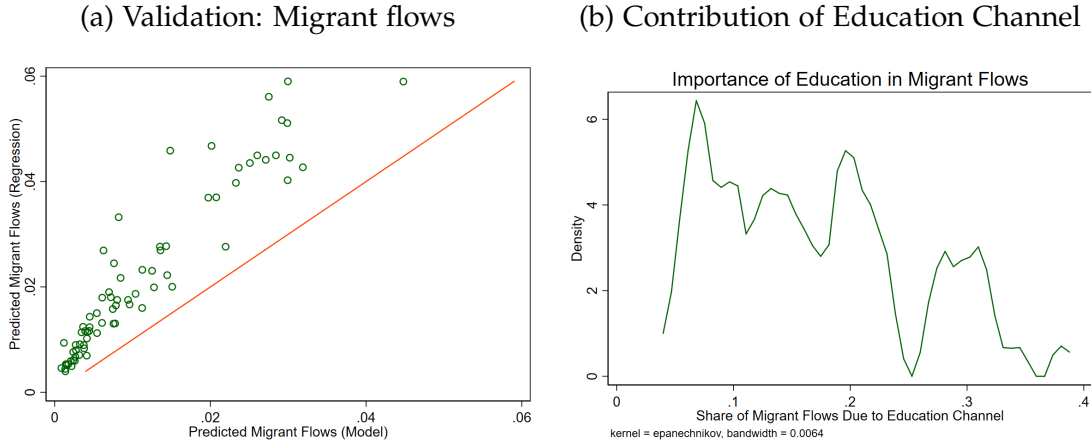 (a) Validation: Migrant flows
Predicted Migrant Flows (Regression)
.06
.04
.02
0
0
.02
.04
.06
Predicted Migrant Flows (Model)
(b) Contribution of Education Channel
Importance of Education in Migrant Flows
Density
6
4
2
0
0
.1
.2
.3
.4
Share of Migrant Flows Due to Education Channel
kernel = epanechnikov, bandwidth = 0.0064